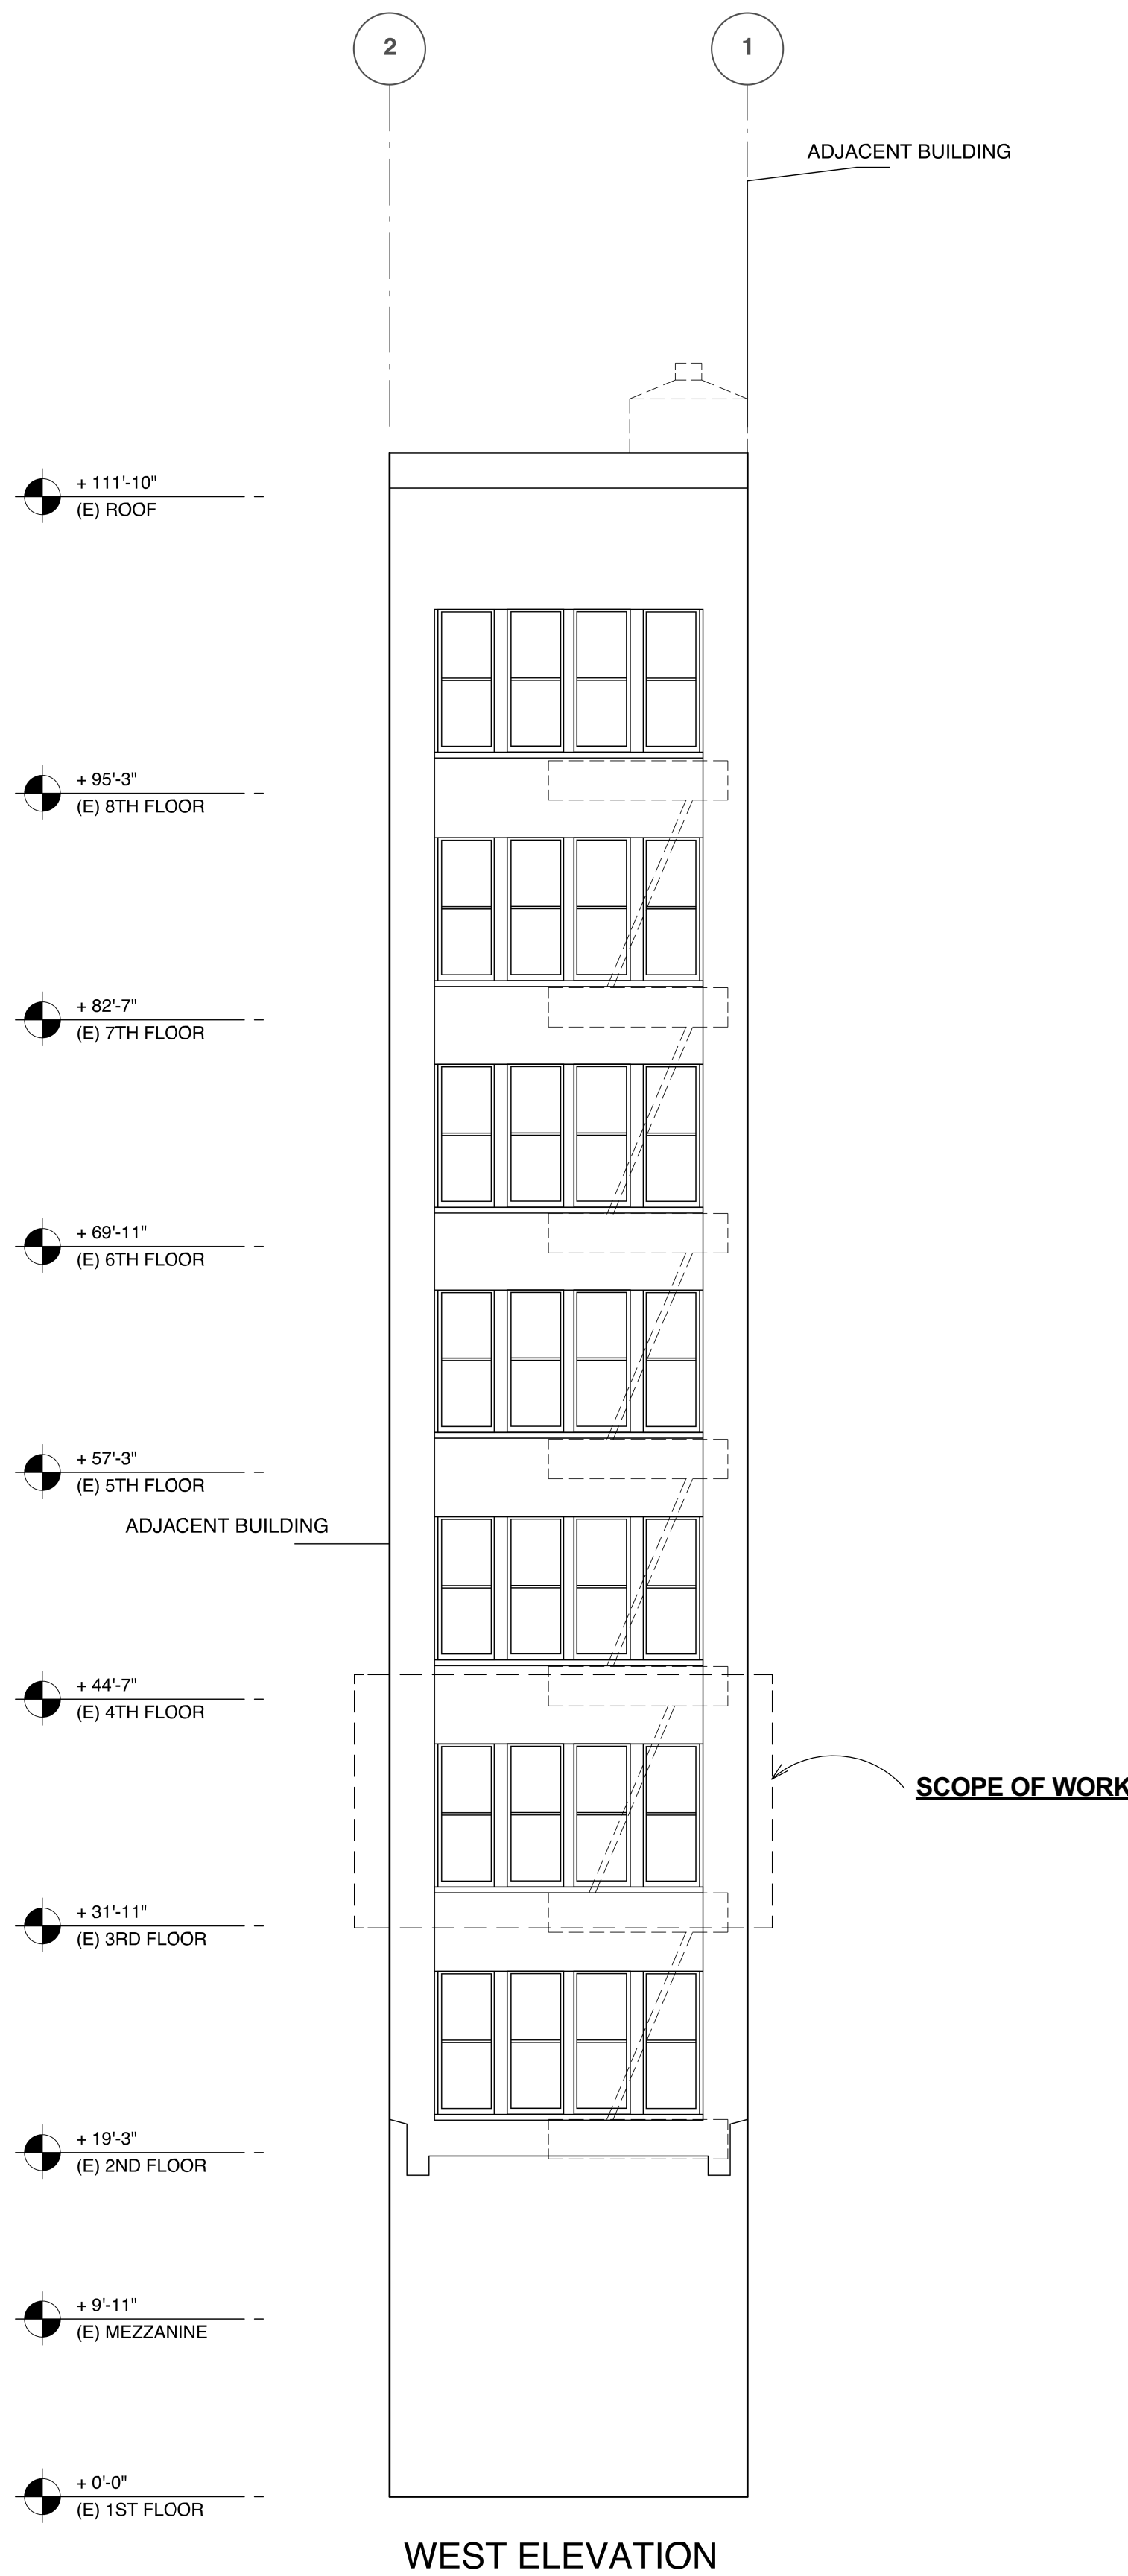 2
1
ADJACENT BUILDING
+ 111'-10"
(E) ROOF
+ 95'-3"
(E) 8TH FLOOR
+ 82'-7"
(E) 7TH FLOOR
+ 69'-11"
(E) 6TH FLOOR
+ 57'-3"
(E) 5TH FLOOR
ADJACENT BUILDING
+ 44'-7"
(E) 4TH FLOOR
SCOPE OF WORK
+ 31'-11"
(E) 3RD FLOOR
+ 19'-3"
(E) 2ND FLOOR
+ 9'-11"
(E) MEZZANINE
+ 0'-0"
(E) 1ST FLOOR
WEST ELEVATION